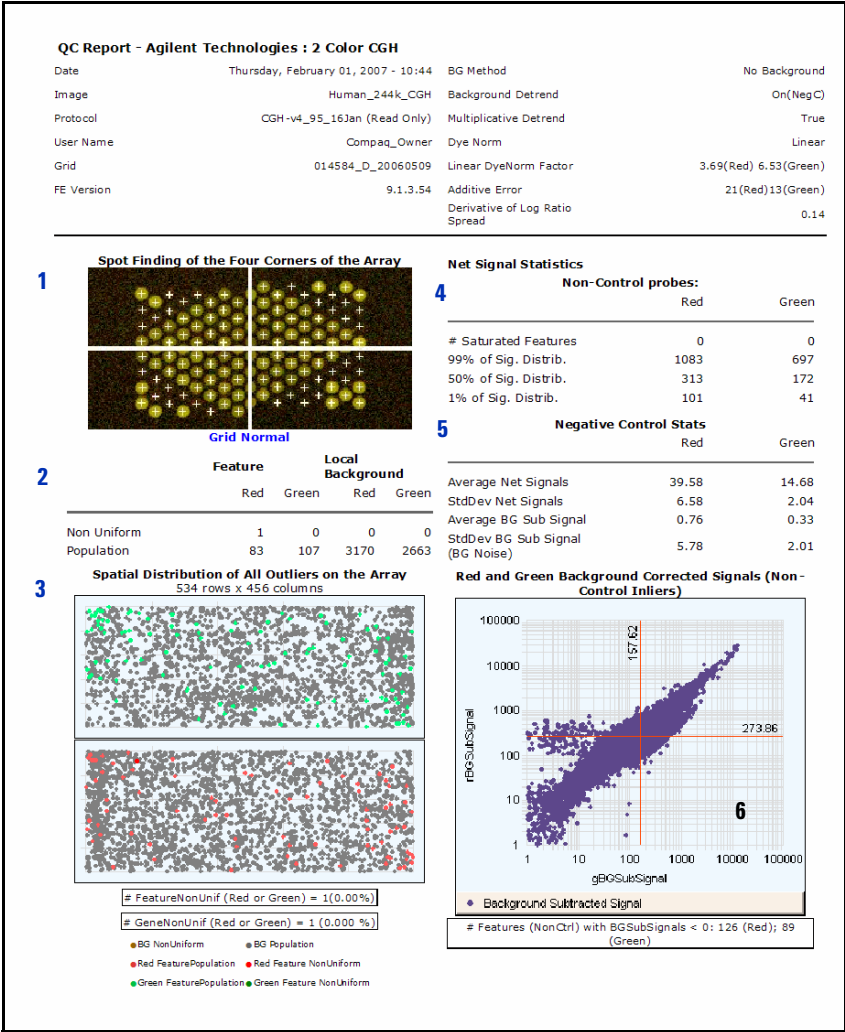 QC Report - Agilent Technologies : 2 Color CGH
Date Thursday, February 01, 2007 - 10:44 BG Method No Background
Image Human_244k_CGH Background Detrend On(NegC)
Protocol CGH-v4_95_16Jan (Read Only) Multiplicative Detrend True
User Name Compaq_Owner Dye Norm Linear
Grid 014584_D_20060509 Linear DyeNorm Factor 3.69(Red) 6.53(Green)
FE Version 9.1.3.54 Additive Error 21(Red)13(Green)
Derivative of Log Ratio
Spread 0.14
1
Spot Finding of the Four Corners of the Array
Grid Normal
2
Feature Local
Background
Red Green Red Green
Non Uniform 1 0 0 0
Population 83 107 3170 2663
3
Spatial Distribution of All Outliers on the Array
534 rows x 456 columns
# FeatureNonUnif (Red or Green) = 1(0.00%)
# GeneNonUnif (Red or Green) = 1 (0.000 %)
BG NonUniform BG Population
Red FeaturePopulation Red Feature NonUniform
Green FeaturePopulation Green Feature NonUniform
Net Signal Statistics
4
Non-Control probes:
Red Green
# Saturated Features 0 0
99% of Sig. Distrib. 1083 697
50% of Sig. Distrib. 313 172
1% of Sig. Distrib. 101 41
5
Negative Control Stats
Red Green
Average Net Signals 39.58 14.68
StdDev Net Signals 6.58 2.04
Average BG Sub Signal 0.76 0.33
StdDev BG Sub Signal
(BG Noise) 5.78 2.01
Red and Green Background Corrected Signals (Non-
Control Inliers)
100000
10000
1000
100
10
1
rBGSubSignal
157.62
273.86
6
1 10 100 1000 10000 100000
gBGSubSignal
Background Subtracted Signal
# Features (NonCtrl) with BGSubSignals < 0: 126 (Red); 89
(Green)